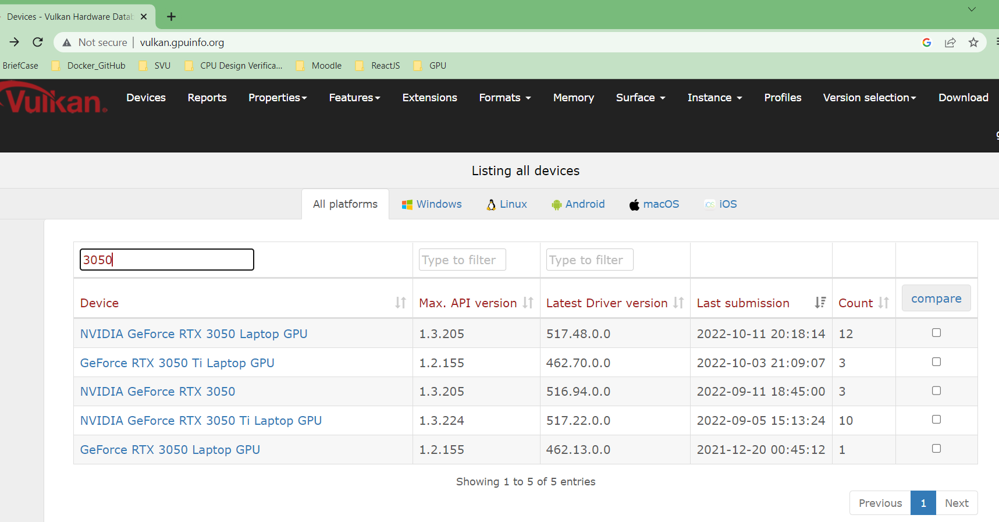 Devices - Vulkan Hardware Datab
Not secure | vulkan.gpuinfo.org
BriefCase Docker_GitHub SVU CPU Design Verifica... Moodle ReactJS GPU
Vulkan. Devices Reports Properties Features Extensions Formats Memory Surface Instance Profiles Version selection Download
g
Listing all devices
All platforms Windows Linux Android macOS iOS iOS
3050 Type to filter Type to filter
Device Max. API version Latest Driver version Last submission Count compare
NVIDIA GeForce RTX 3050 Laptop GPU 1.3.205 517.48.0.0 2022-10-11 20:18:14 12
GeForce RTX 3050 Ti Laptop GPU 1.2.155 462.70.0.0 2022-10-03 21:09:07 3
NVIDIA GeForce RTX 3050 1.3.205 516.94.0.0 2022-09-11 18:45:00 3
NVIDIA GeForce RTX 3050 Ti Laptop GPU 1.3.224 517.22.0.0 2022-09-05 15:13:24 10
GeForce RTX 3050 Laptop GPU 1.2.155 462.13.0.0 2021-12-20 00:45:12 1
Showing 1 to 5 of 5 entries
Previous 1 Next